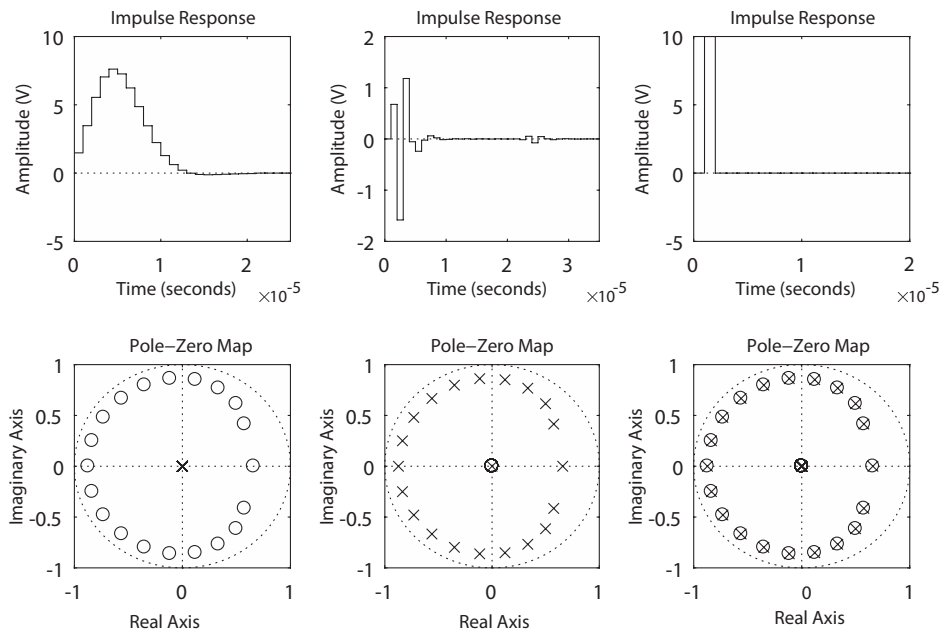 Impulse Response
Amplitude (V)
10
5
0
-5
0
1
2
Time (seconds)
×10-5
Impulse Response
Amplitude (V)
2
1
0
-1
-2
0
1
2
3
Time (seconds)
×10-5
Impulse Response
Amplitude (V)
10
5
0
-5
0
1
2
Time (seconds)
×10-5
Pole−Zero Map
Imaginary Axis
1
0.5
0
-0.5
-1
-1
0
1
Real Axis
Pole−Zero Map
Imaginary Axis
1
0.5
0
-0.5
-1
-1
0
1
Real Axis
Pole−Zero Map
Imaginary Axis
1
0.5
0
-0.5
-1
-1
0
1
Real Axis